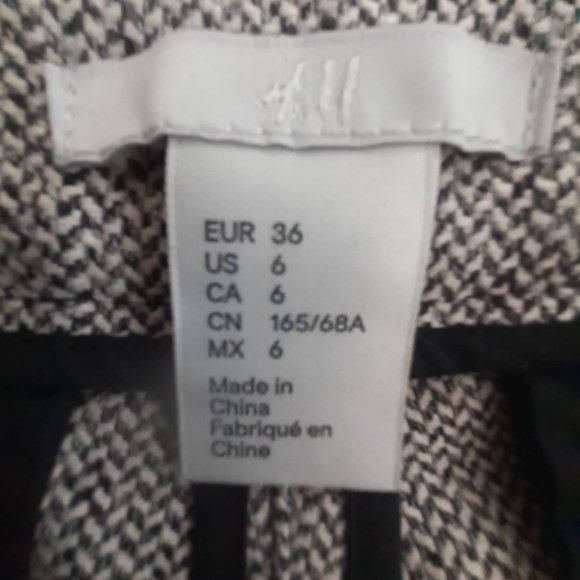 H&M
EUR 36
US 6
CA 6
CN 165/68A
MX 6
Made in
China
Fabriqué en
Chine